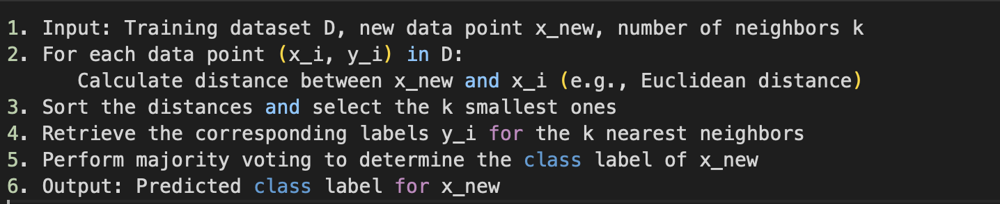 1. Input: Training dataset D, new data point x_new, number of neighbors k
2. For each data point (x_i, y_i) in D:
Calculate distance between x_new and x_i (e.g., Euclidean distance)
3. Sort the distances and select the k smallest ones
4. Retrieve the corresponding labels y_i for the k nearest neighbors
5. Perform majority voting to determine the class label of x_new
6. Output: Predicted class label for x_new